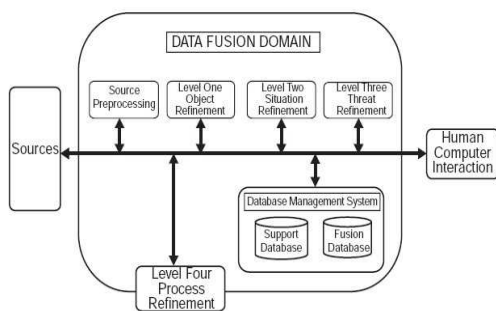 DATA FUSION DOMAIN
Source
Preprocessing
Level One
Object
Refinement
Level Two
Situation
Refinement
Level Three
Threat
Refinement
Sources
Human
Computer
Interaction
Database Management System
Support
Database
Fusion
Database
Level Four
Process
Refinement